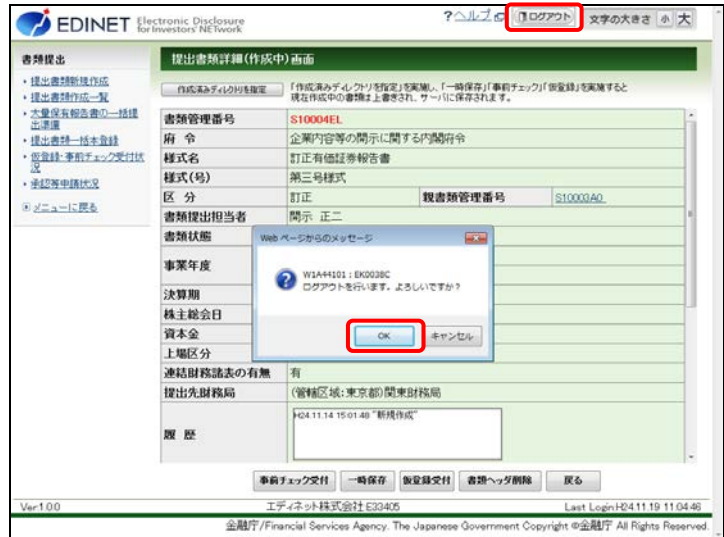 EDINET Electronic Disclosure
for Investors' NETwork
?ヘルプ ログアウト 文字の大きさ 小 大
書類提出
・提出書類新規作成
・提出書類作成一覧
・大量保有報告書の一括提
出準備
・提出書類一括本登録
・仮登録・事前チェック受付状
況
・承認等申請状況
メニューに戻る
提出書類詳細(作成中)画面
作成済みディレクトリを指定 「作成済みディレクトリを指定」を実施し、「一時保存」「事前チェック」「仮登録」を実施すると
現在作成中の書類は上書きされ、サーバに保存されます。
書類管理番号 S10004EL
府 令 企業内容等の開示に関する内閣府令
様式名 訂正有価証券報告書
様式(号) 第三号様式
区 分 訂正 親書類管理番号 S10003A0
書類提出担当者 開示 正二
書類状態
事業年度
決算期
株主総会日
資本金
上場区分
Web ページからのメッセージ
W1A44101 : EK0038C
ログアウトを行います。よろしいですか?
OK キャンセル
連結財務諸表の有無 有
提出先財務局 (管轄区域:東京都)関東財務局
履 歴 H24.11.14 15:01:48 "新規作成"
事前チェック受付 一時保存 仮登録受付 書類ヘッダ削除 戻る
Ver1.0.0 エディネット株式会社 E33405 Last Login:H24.11.19 11:04:46
金融庁/Financial Services Agency. The Japanese Government Copyright ©金融庁 All Rights Reserved.